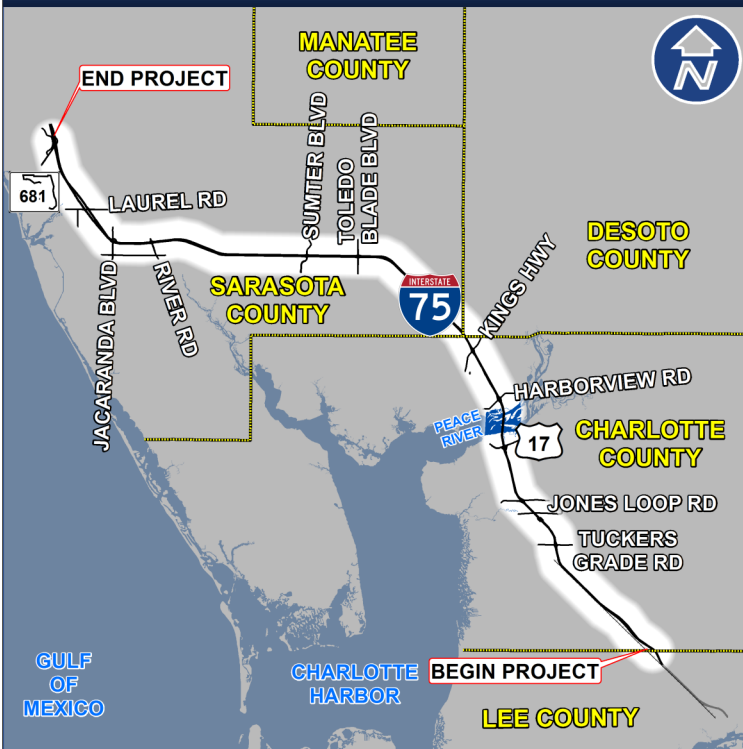 MANATEE
COUNTY
N
END PROJECT
681
LAUREL RD
SUMTER BLVD
TOLEDO
BLADE BLVD
DESOTO
COUNTY
JACARANDA BLVD
RIVER RD
SARASOTA
COUNTY
INTERSTATE
75
KINGS HWY
HARBORVIEW RD
PEACE
RIVER
17
CHARLOTTE
COUNTY
JONES LOOP RD
TUCKERS
GRADE RD
GULF
OF
MEXICO
CHARLOTTE
HARBOR
BEGIN PROJECT
LEE COUNTY